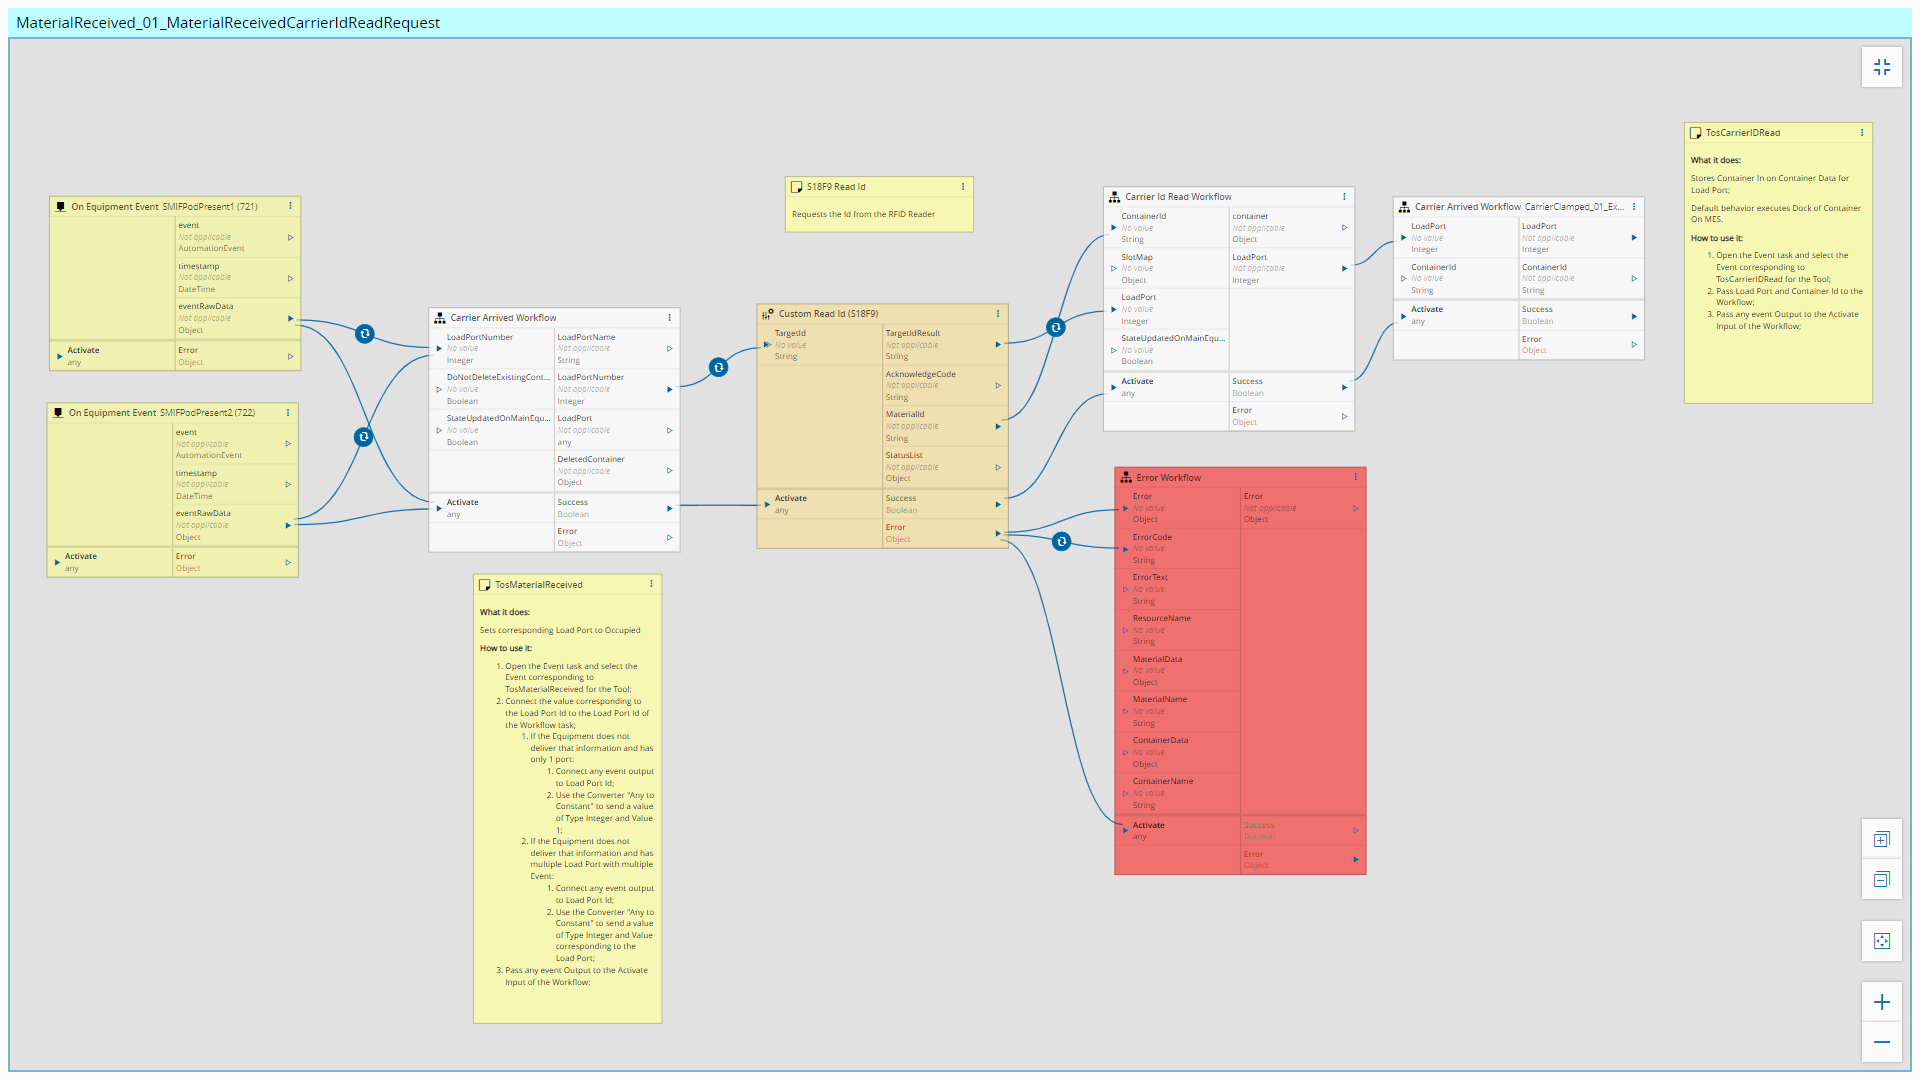 MaterialReceived_01_MaterialReceivedCarrierIdReadRequest
On Equipment Event SMIFPodPresent1 (721)
event
Not applicable
AutomationEvent
timestamp
Not applicable
DateTime
eventRawData
Not applicable
Object
Activate
any
Error
Object
On Equipment Event SMIFPodPresent2 (722)
event
Not applicable
AutomationEvent
timestamp
Not applicable
DateTime
eventRawData
Not applicable
Object
Activate
any
Error
Object
Carrier Arrived Workflow
LoadPortNumber
No value
Integer
DoNotDeleteExistingCont...
No value
Boolean
StateUpdatedOnMainEqu...
No value
Boolean
LoadPortName
Not applicable
String
LoadPortNumber
Not applicable
Integer
LoadPort
Not applicable
any
DeletedContainer
Not applicable
Object
Activate
any
Success
Boolean
Error
Object
TosMaterialReceived
What it does:
Sets corresponding Load Port to Occupied
How to use it:
1. Open the Event task and select the
Event corresponding to
TosMaterialReceived for the Tool;
2. Connect the value corresponding to
the Load Port Id to the Load Port Id of
the Workflow task;
1. If the Equipment does not
deliver that information and has
only 1 port:
1. Connect any event output
to Load Port Id;
2. Use the Converter "Any to
Constant" to send a value
of Type Integer and Value
1;
2. If the Equipment does not
deliver that information and has
multiple Load Port with multiple
Event:
1. Connect any event output
to Load Port Id;
2. Use the Converter "Any to
Constant" to send a value
of Type Integer and Value
corresponding to the
Load Port;
3. Pass any event Output to the Activate
Input of the Workflow;
S18F9 Read Id
Requests the Id from the RFID Reader
Custom Read Id (S18F9)
TargetId
No value
String
TargetIdResult
Not applicable
String
AcknowledgeCode
Not applicable
String
MaterialId
Not applicable
String
StatusList
Not applicable
Object
Activate
any
Success
Boolean
Error
Object
Carrier Id Read Workflow
ContainerId
No value
String
SlotMap
No value
Object
LoadPort
No value
Integer
StateUpdatedOnMainEqu...
No value
Boolean
container
Not applicable
Object
LoadPort
Not applicable
Integer
Activate
any
Success
Boolean
Error
Object
Error Workflow
Error
No value
Object
ErrorCode
No value
String
ErrorText
No value
String
ResourceName
No value
String
MaterialData
No value
Object
MaterialName
No value
String
ContainerData
No value
Object
ContainerName
No value
String
Error
Not applicable
Object
Activate
any
Success
Boolean
Error
Object
Carrier Arrived Workflow CarrierClamped_01_Ex...
LoadPort
No value
Integer
ContainerId
No value
String
LoadPort
Not applicable
Integer
ContainerId
Not applicable
String
Activate
any
Success
Boolean
Error
Object
TosCarrierIDRead
What it does:
Stores Container In on Container Data for
Load Port;
Default behavior executes Dock of Container
On MES.
How to use it:
1. Open the Event task and select the
Event corresponding to
TosCarrierIDRead for the Tool;
2. Pass Load Port and Container Id to the
Workflow;
3. Pass any event Output to the Activate
Input of the Workflow;